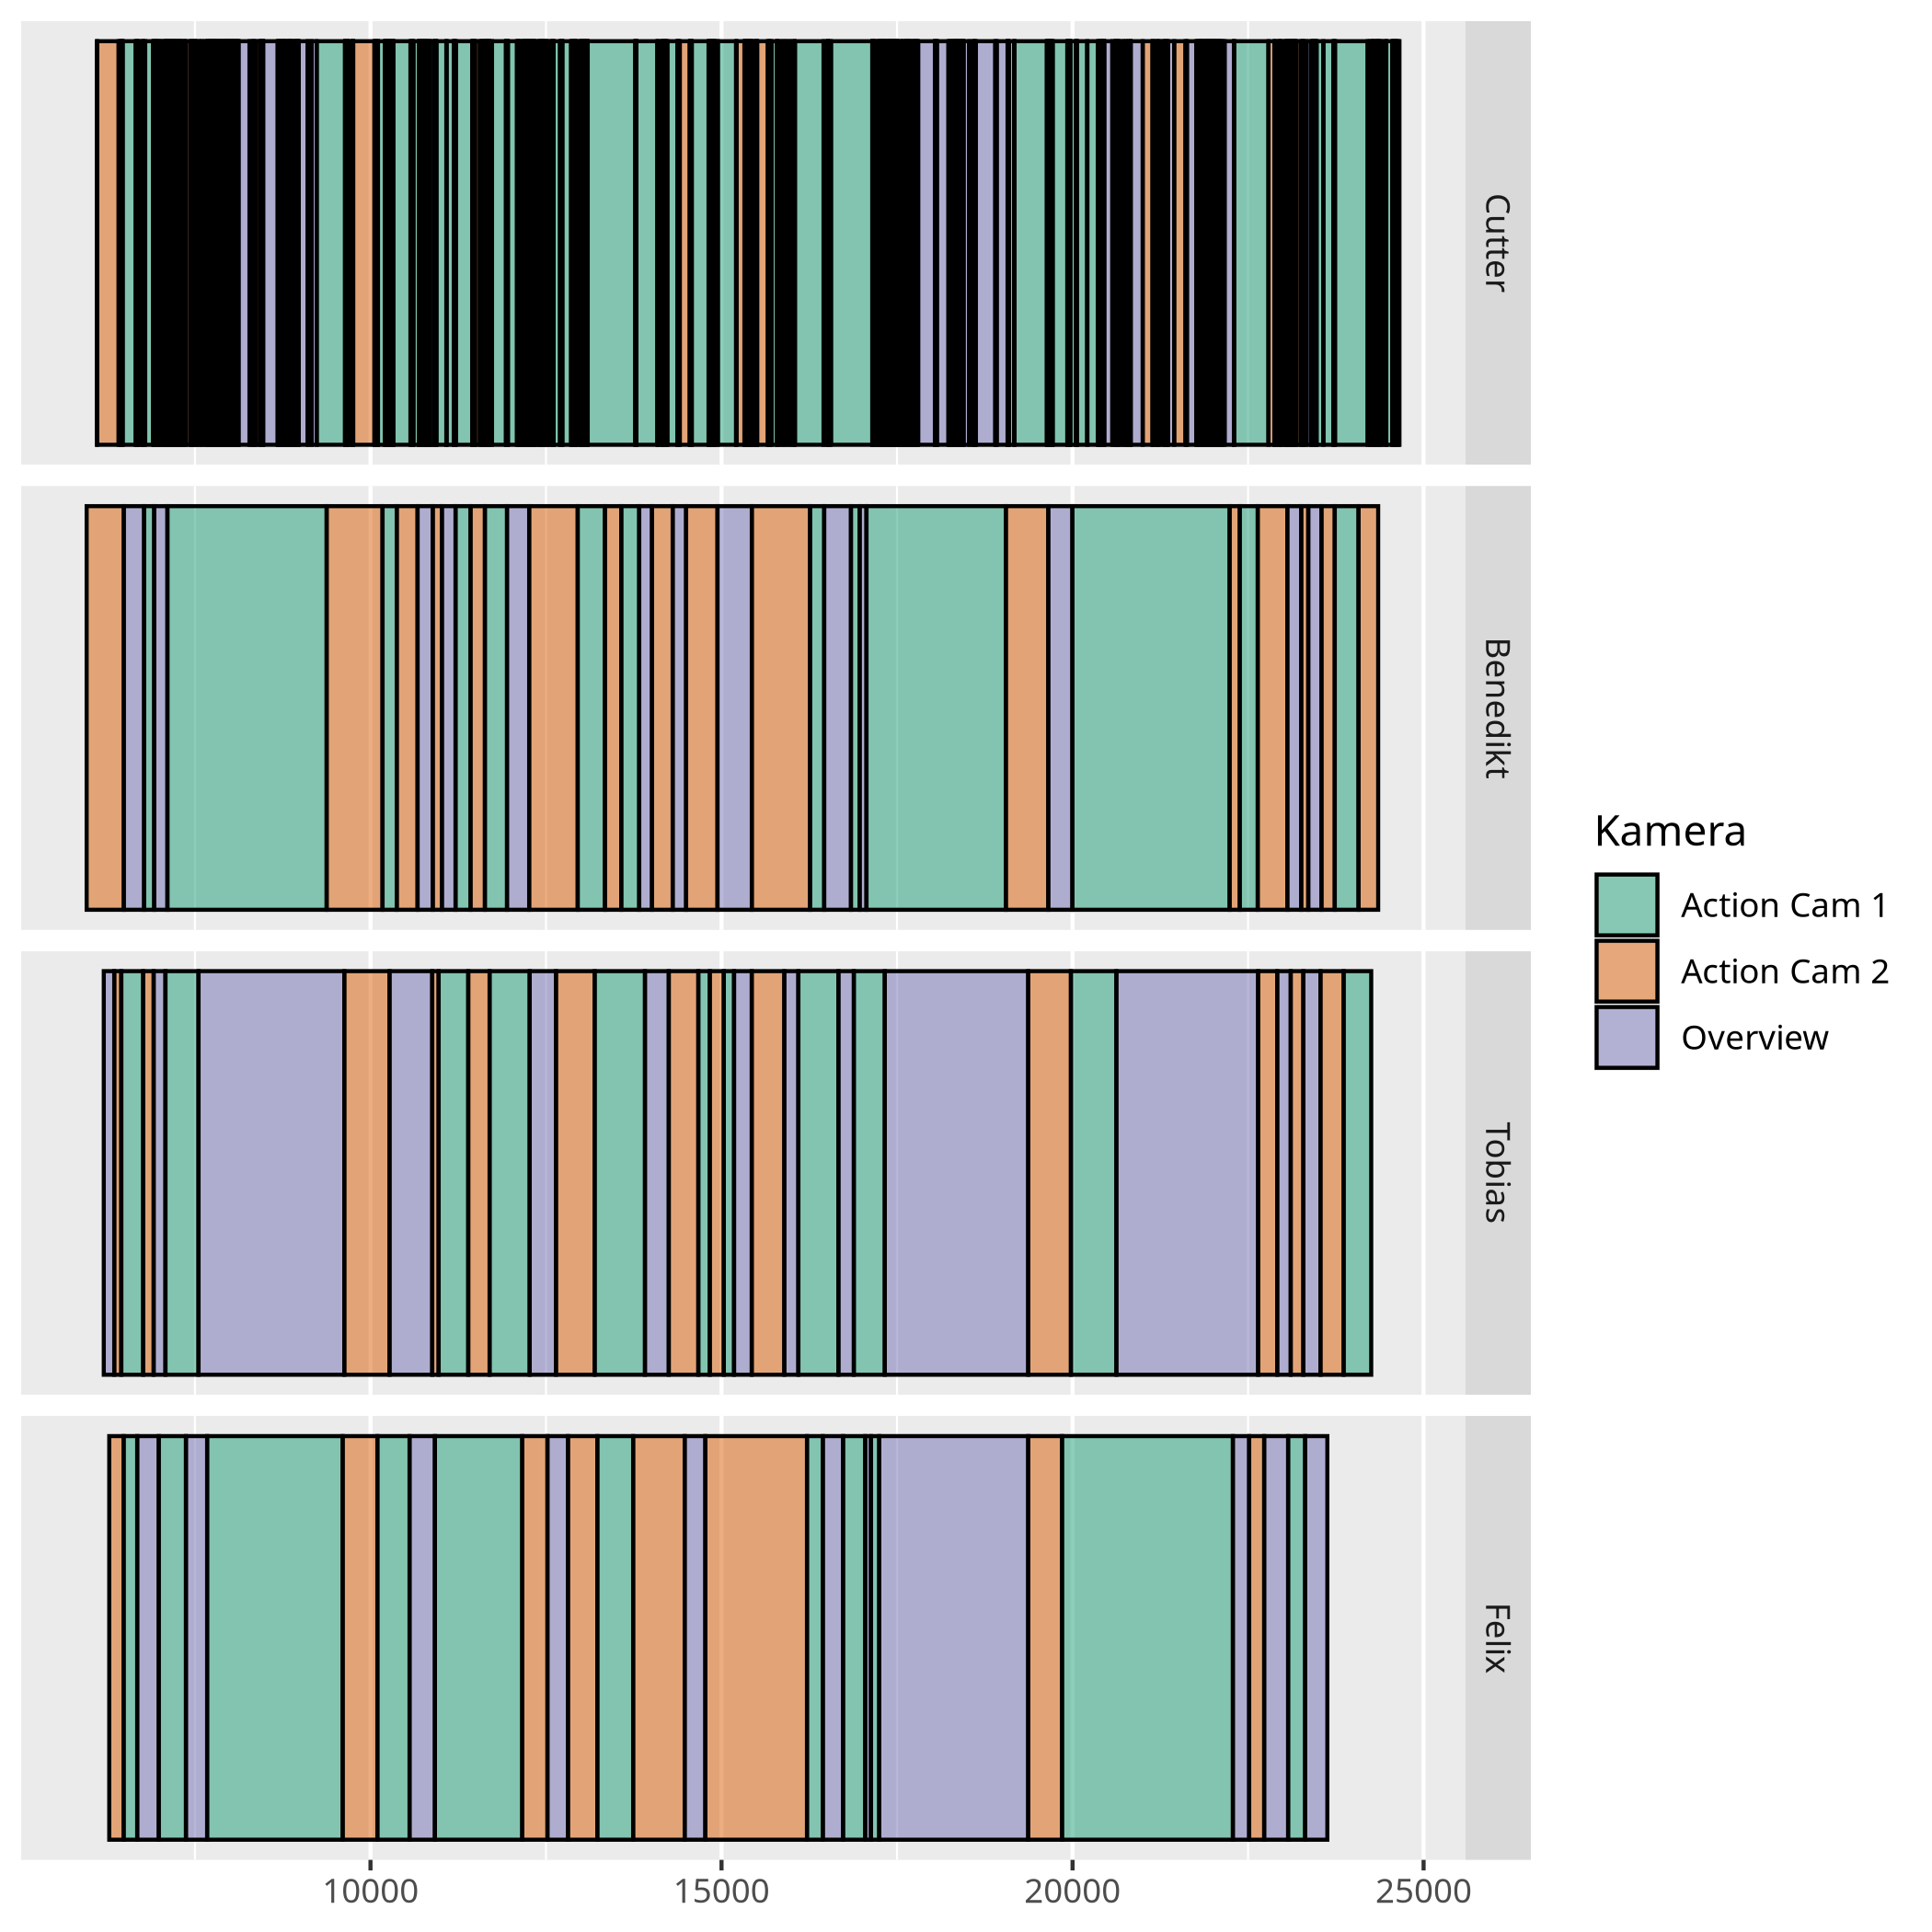 Cutter
Benedikt
Tobias
Felix
Kamera
Action Cam 1
Action Cam 2
Overview
10000 15000 20000 25000